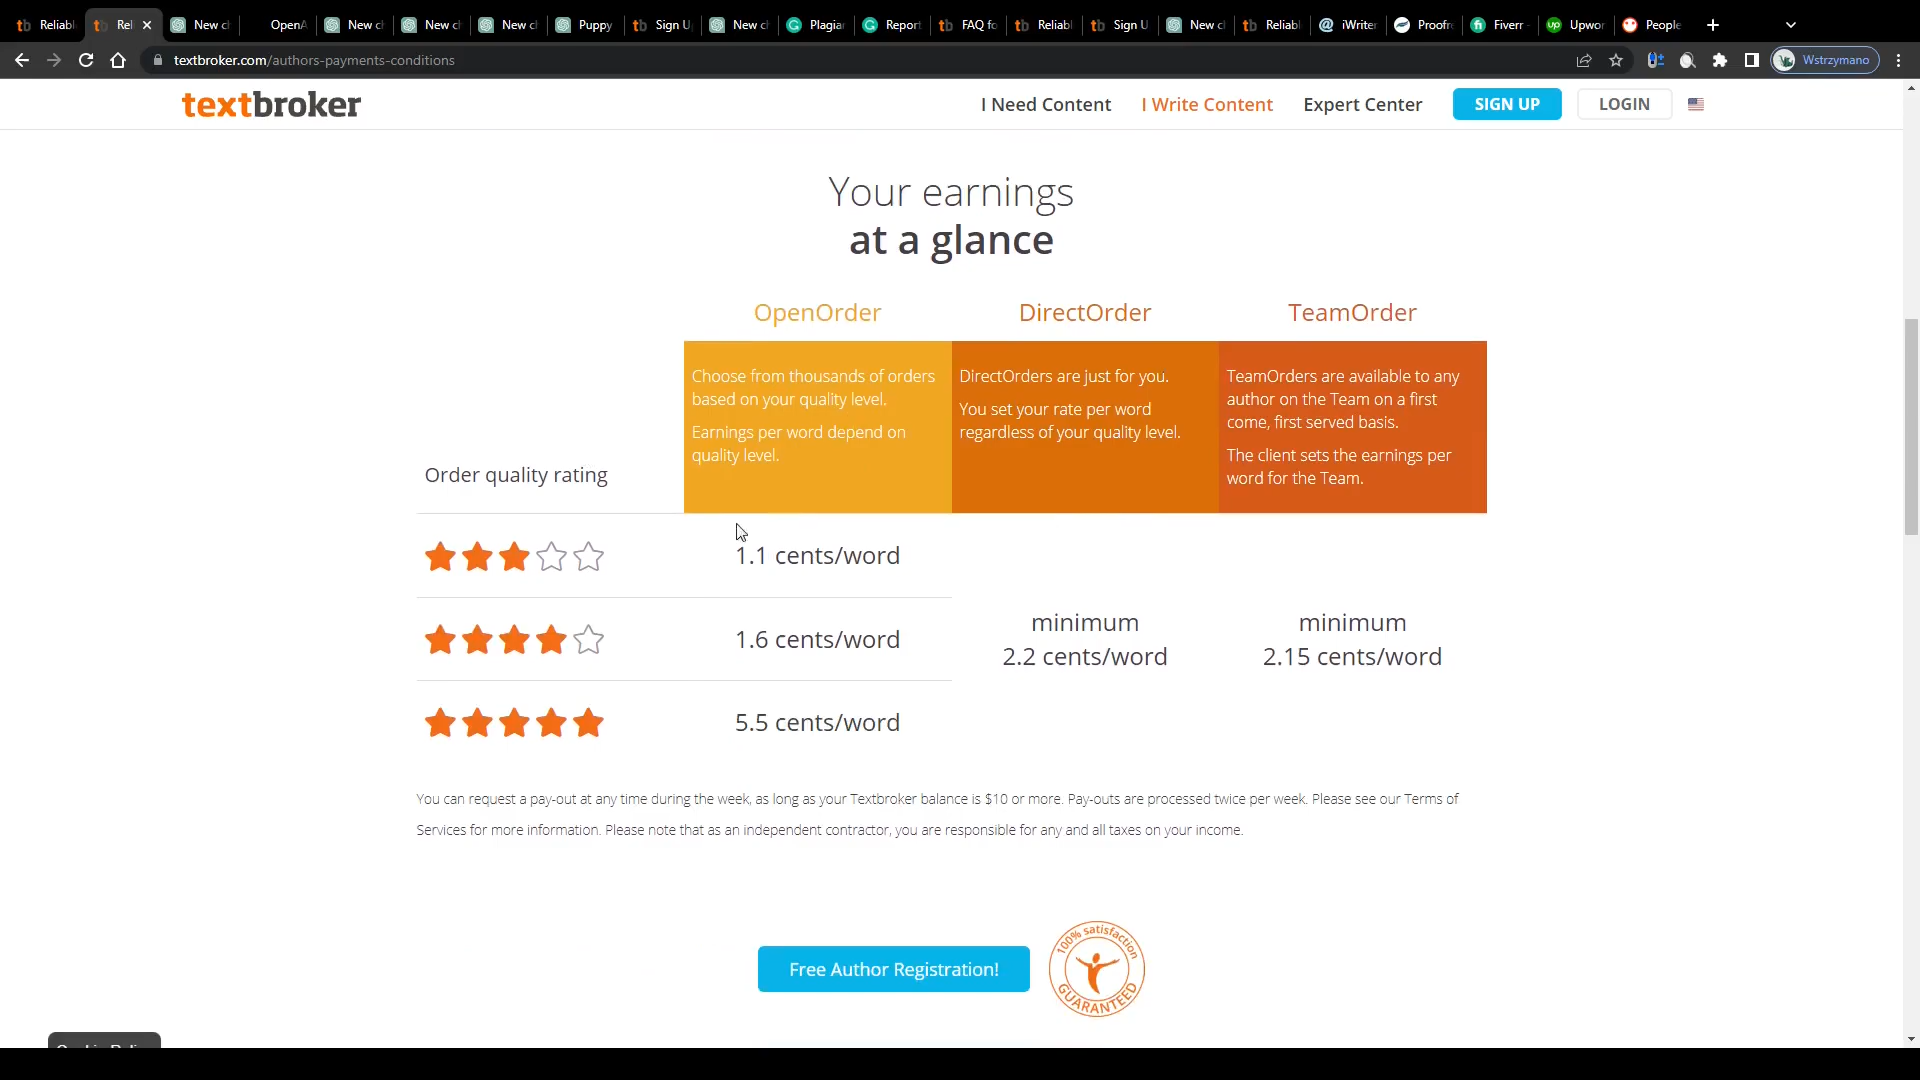 Reliabl Rel New ch OpenA New ch New ch New ch Puppy Sign Up New ch Plagiar Report FAQ fo Reliabl Sign U New ch Reliabl iWriter Proofre Fiverr - Upwor People
textbroker.com/authors-payments-conditions
Wstrzymano
textbroker
I Need Content
I Write Content
Expert Center
SIGN UP
LOGIN
Your earnings
at a glance
OpenOrder
DirectOrder
TeamOrder
Choose from thousands of orders
based on your quality level.
Earnings per word depend on
quality level.
DirectOrders are just for you.
You set your rate per word
regardless of your quality level.
TeamOrders are available to any
author on the Team on a first
come, first served basis.
The client sets the earnings per
word for the Team.
Order quality rating
1.1 cents/word
1.6 cents/word
5.5 cents/word
minimum
2.2 cents/word
minimum
2.15 cents/word
You can request a pay-out at any time during the week, as long as your Textbroker balance is $10 or more. Pay-outs are processed twice per week. Please see our Terms of
Services for more information. Please note that as an independent contractor, you are responsible for any and all taxes on your income.
Free Author Registration!
100% satisfaction
GUARANTEED